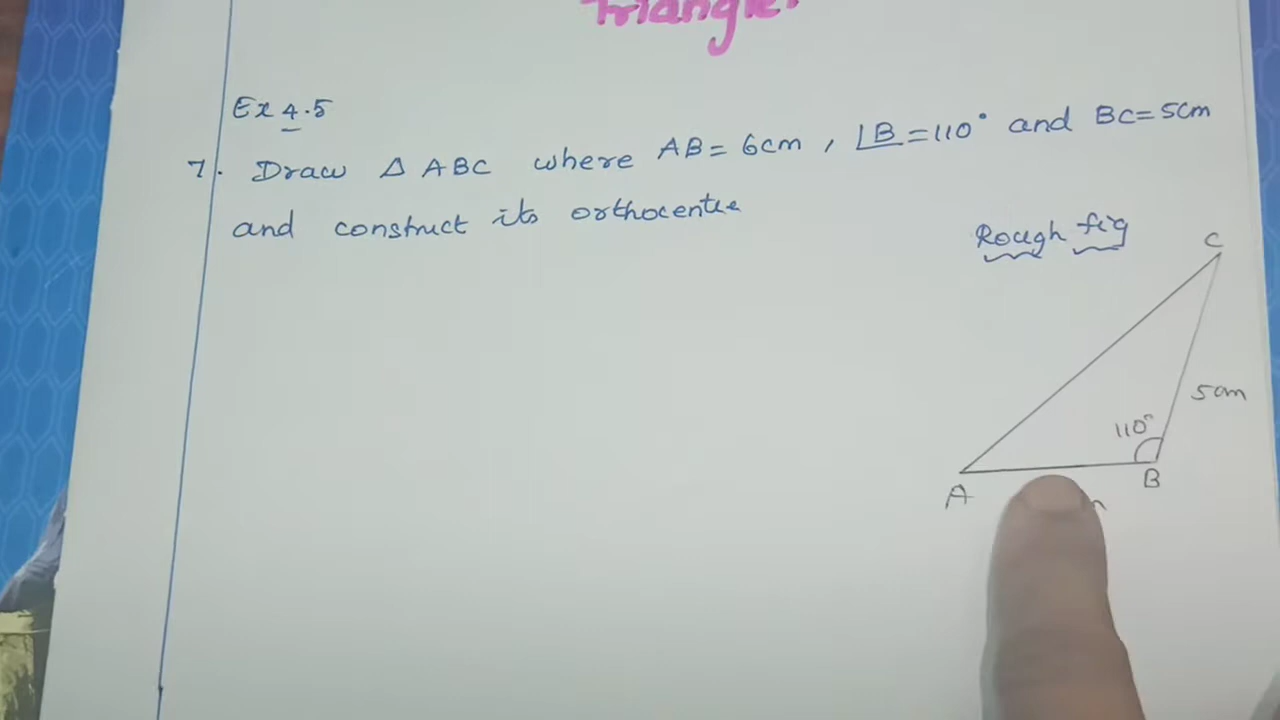 Triangle
Ex 4.5
7. Draw Δ ABC where AB = 6cm, ∠B = 110° and BC = 5cm
and construct its orthocentre
Rough fig
C
5cm
110°
A
B